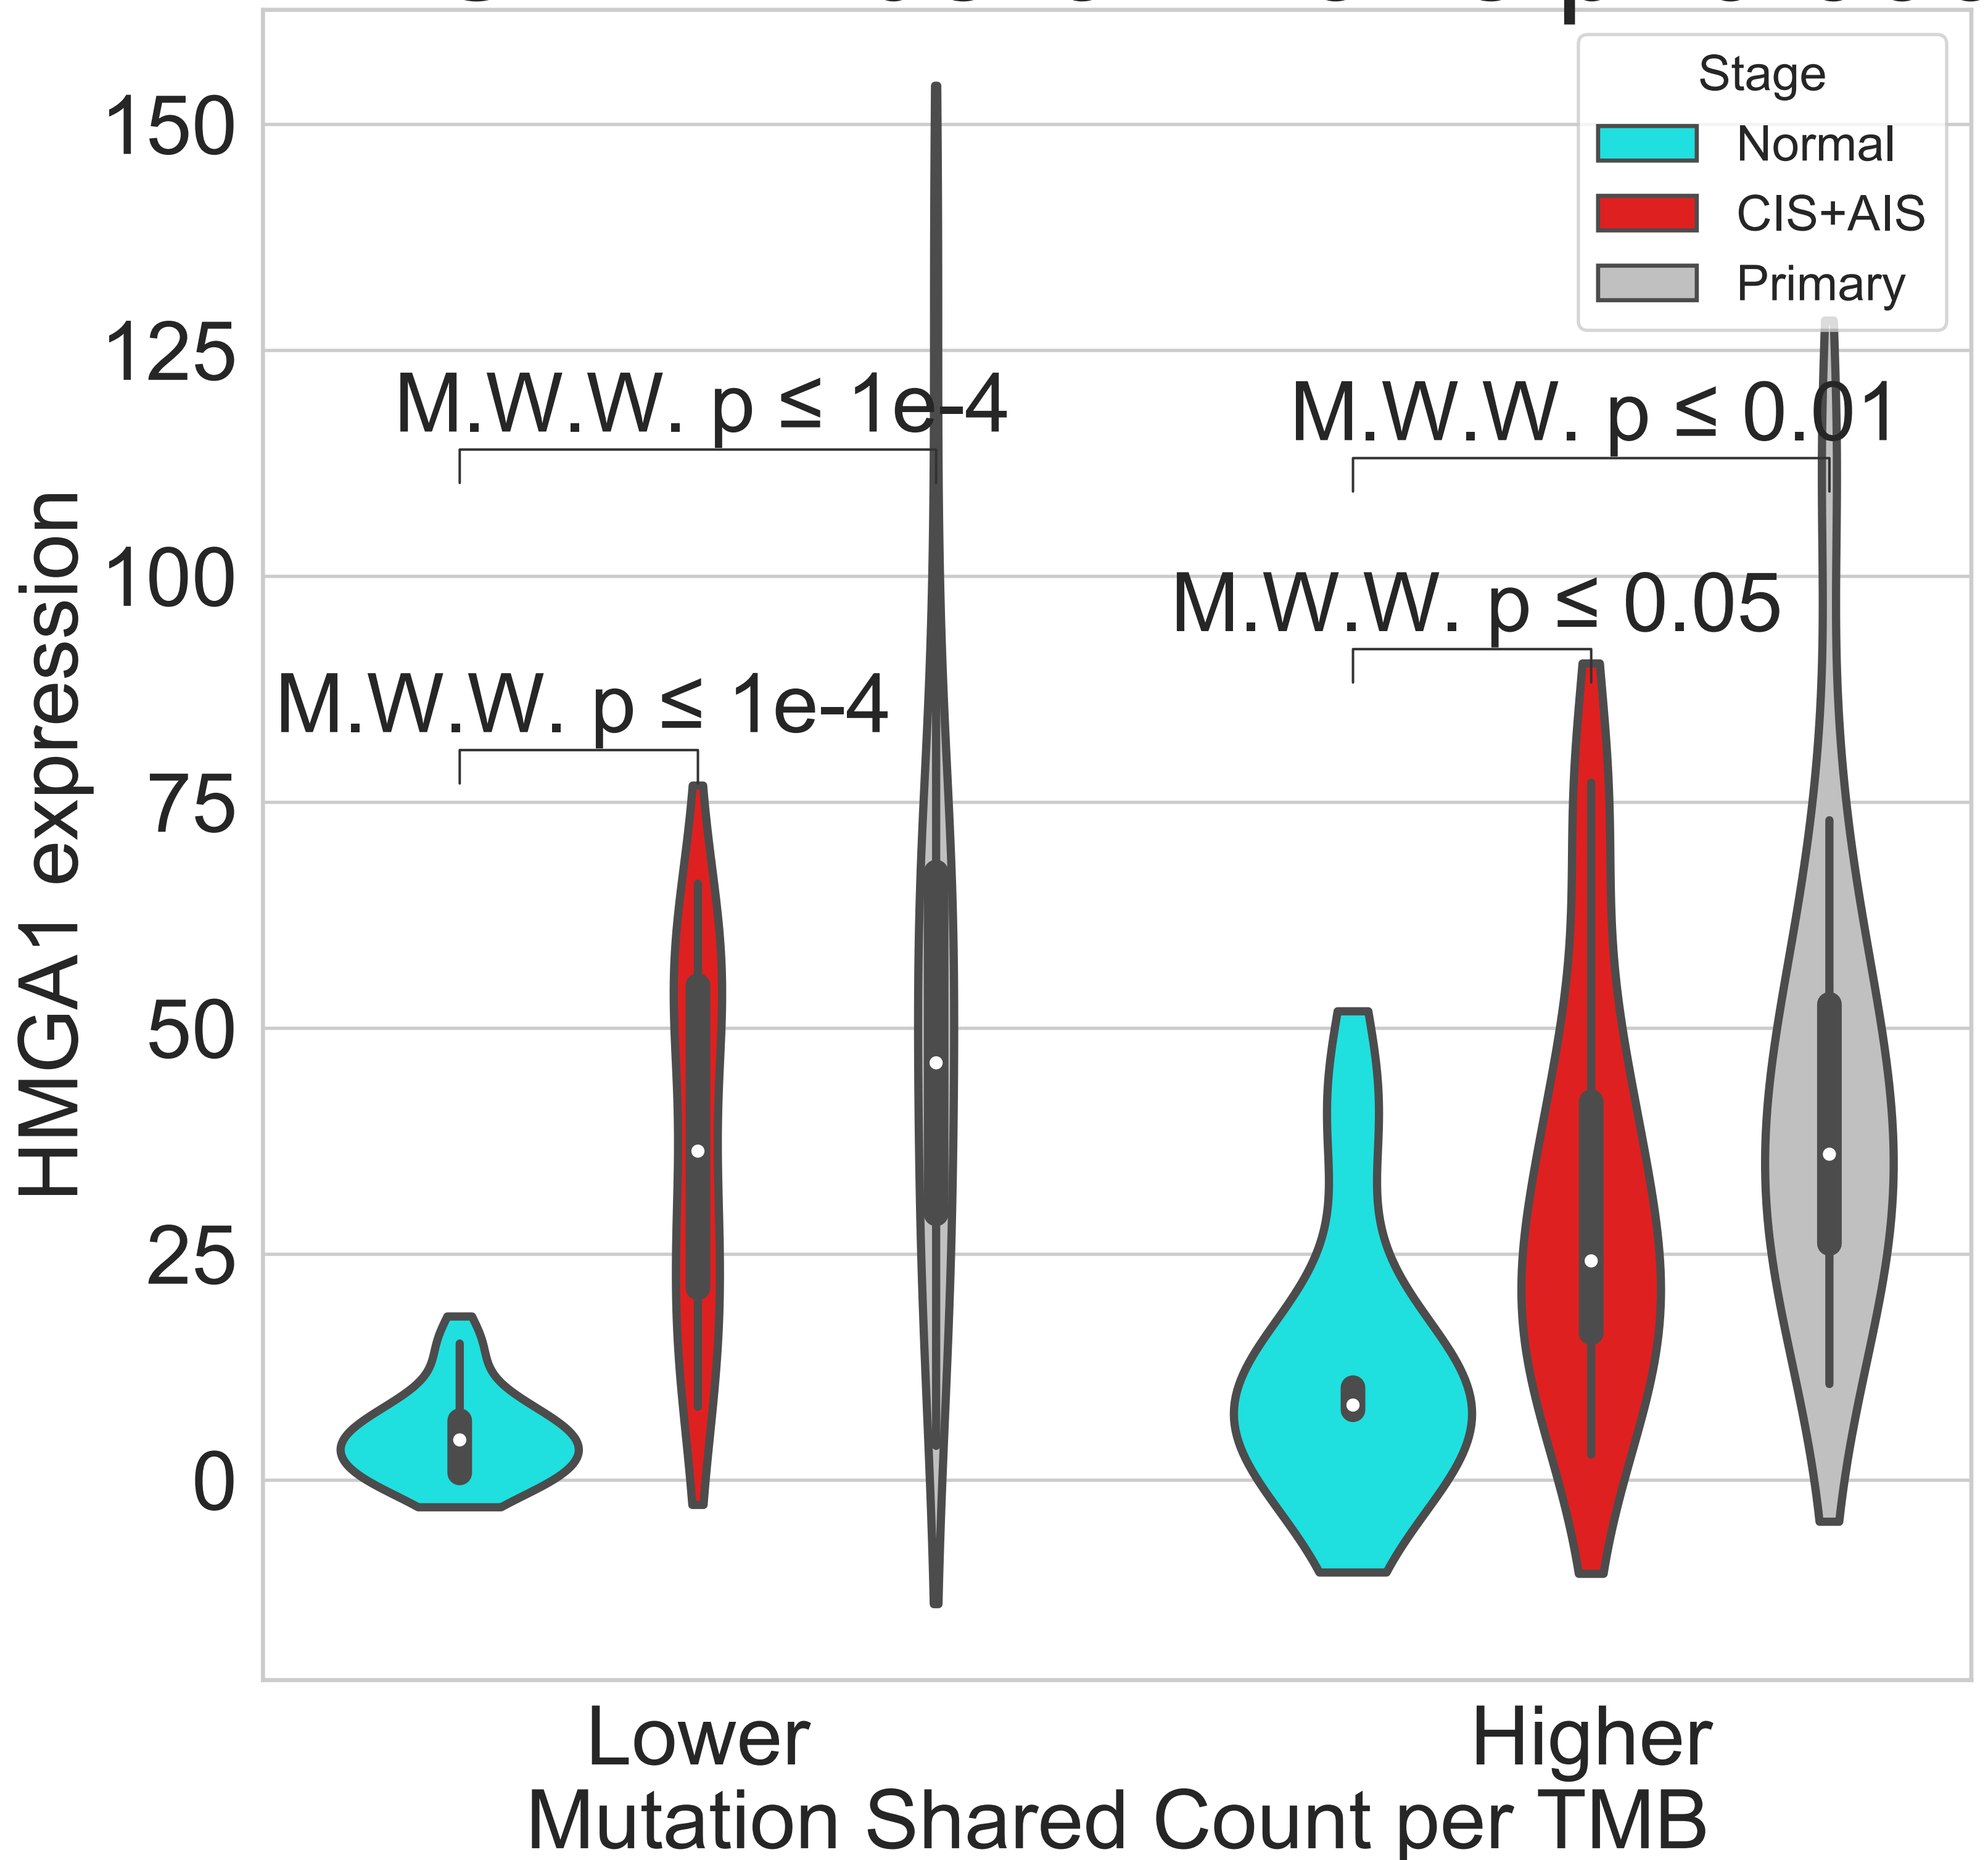 Stage
Normal
CIS+AIS
Primary
150
125
100
75
50
25
0
HMGA1 expression
M.W.W. p ≤ 1e-4
M.W.W. p ≤ 0.01
M.W.W. p ≤ 0.05
M.W.W. p ≤ 1e-4
Lower
Higher
Mutation Shared Count per TMB